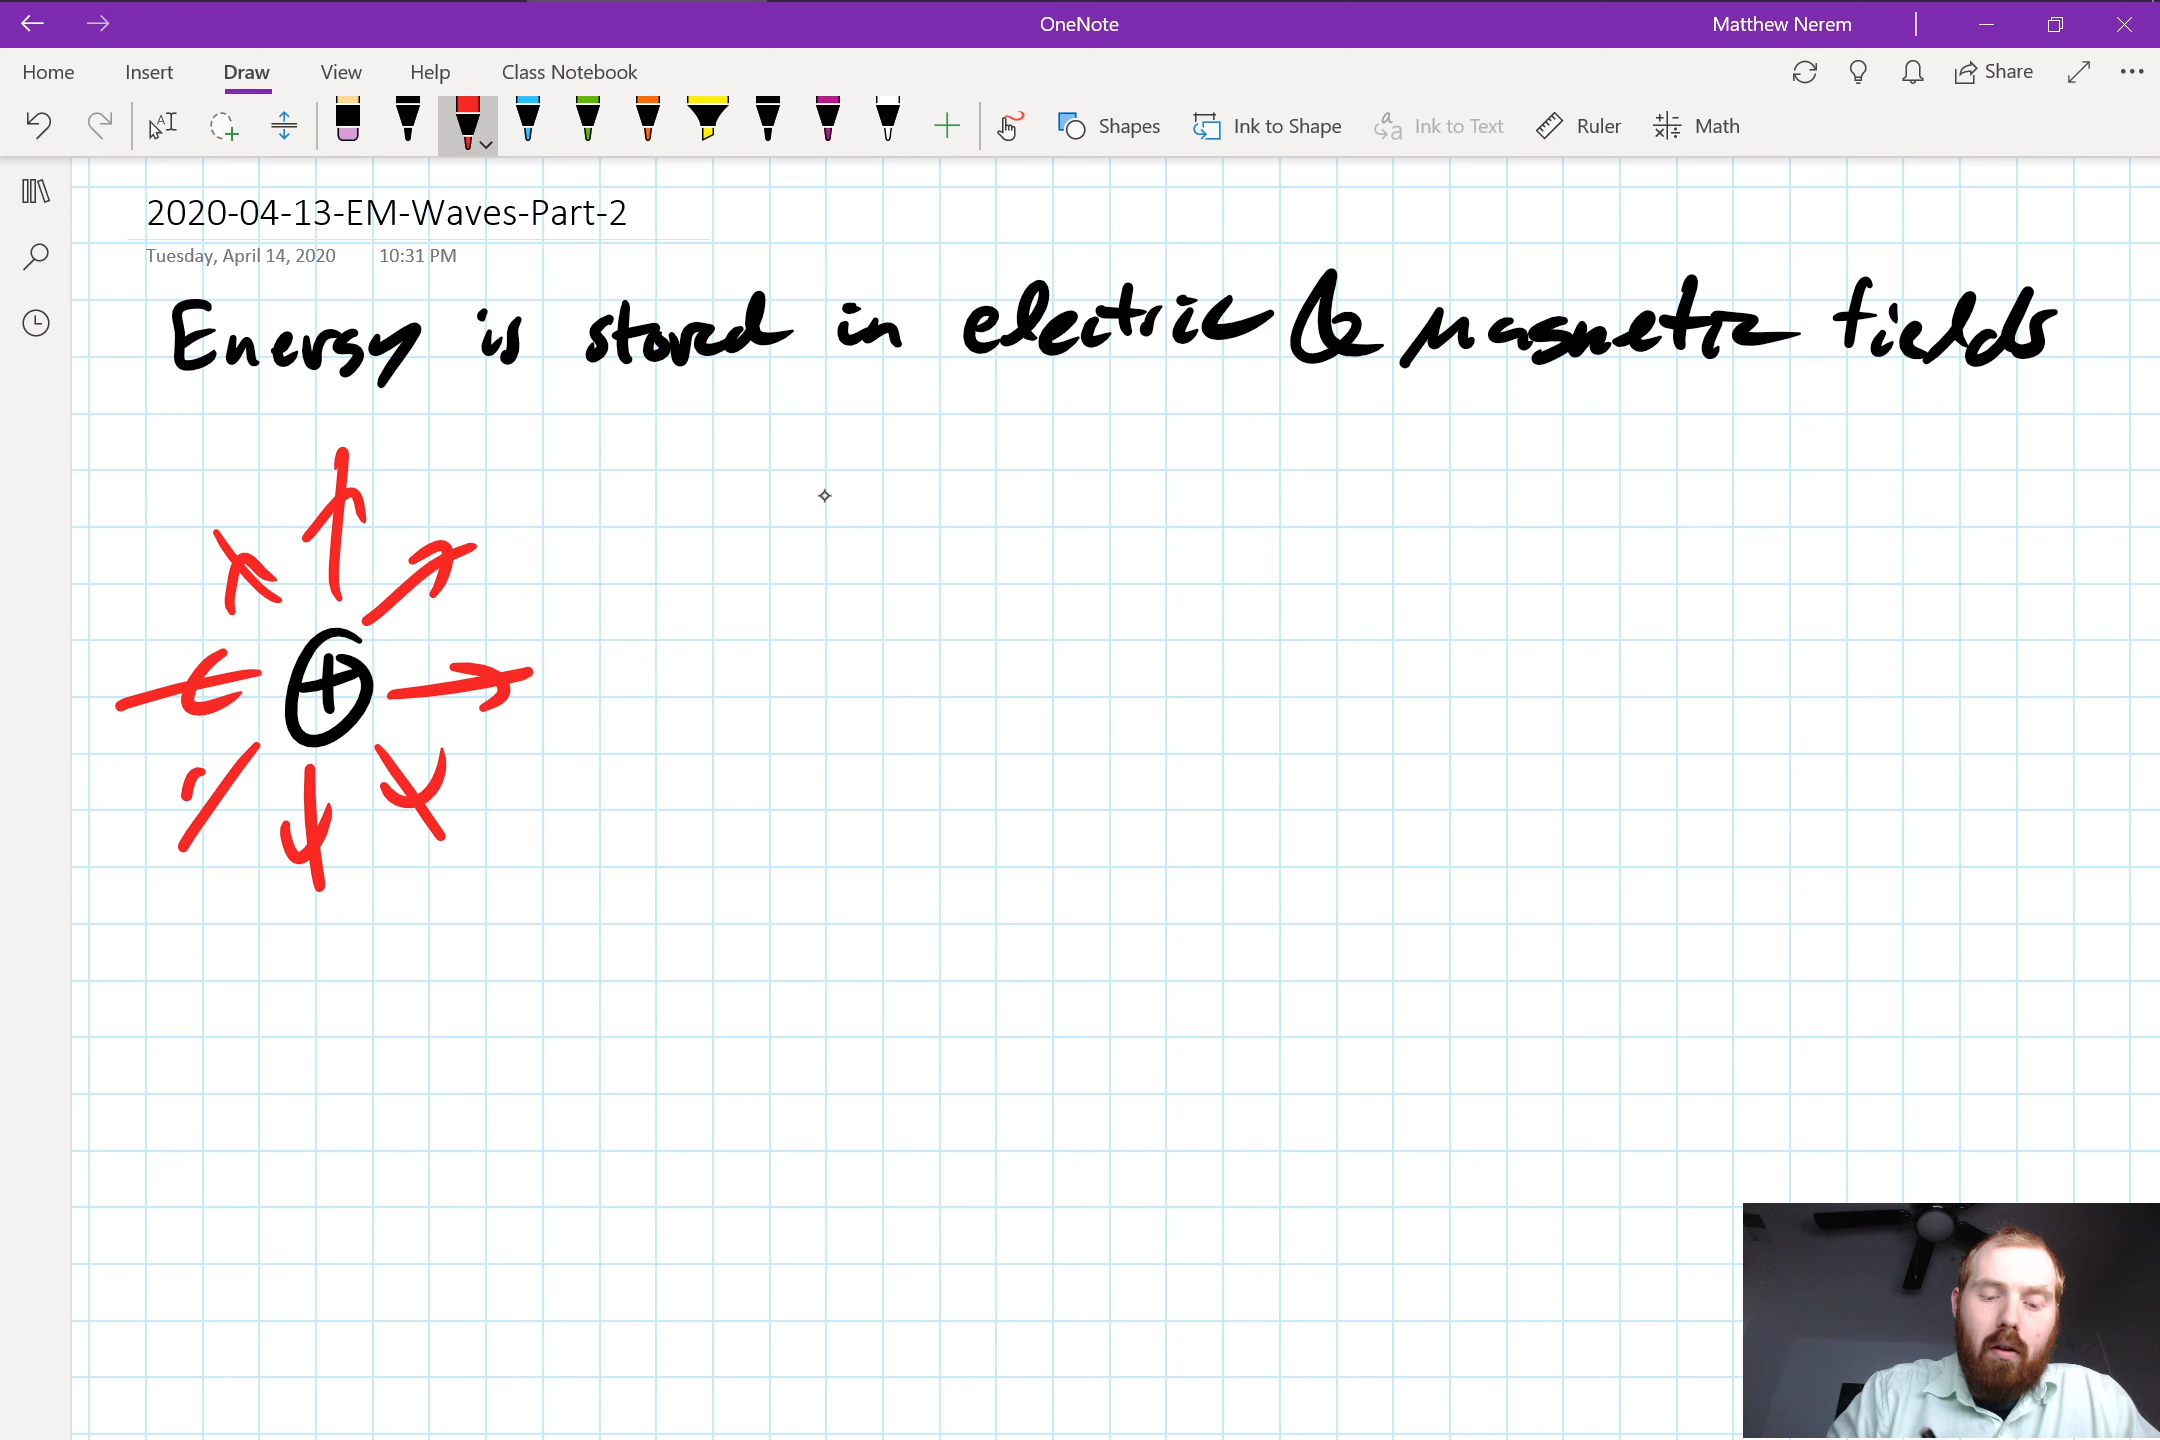 OneNote
Matthew Nerem
Home Insert Draw View Help Class Notebook
Share
Shapes Ink to Shape Ink to Text Ruler Math
2020-04-13-EM-Waves-Part-2
Tuesday, April 14, 2020 10:31 PM
Energy is stored in electric & magnetic fields
+